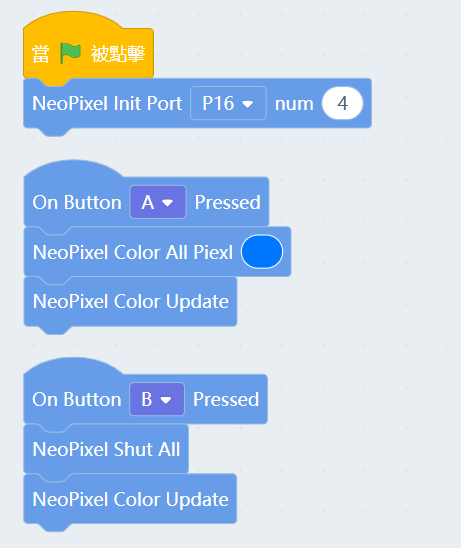 當 被點擊
NeoPixel Init Port P16 num 4
On Button A Pressed
NeoPixel Color All Piexl
NeoPixel Color Update
On Button B Pressed
NeoPixel Shut All
NeoPixel Color Update